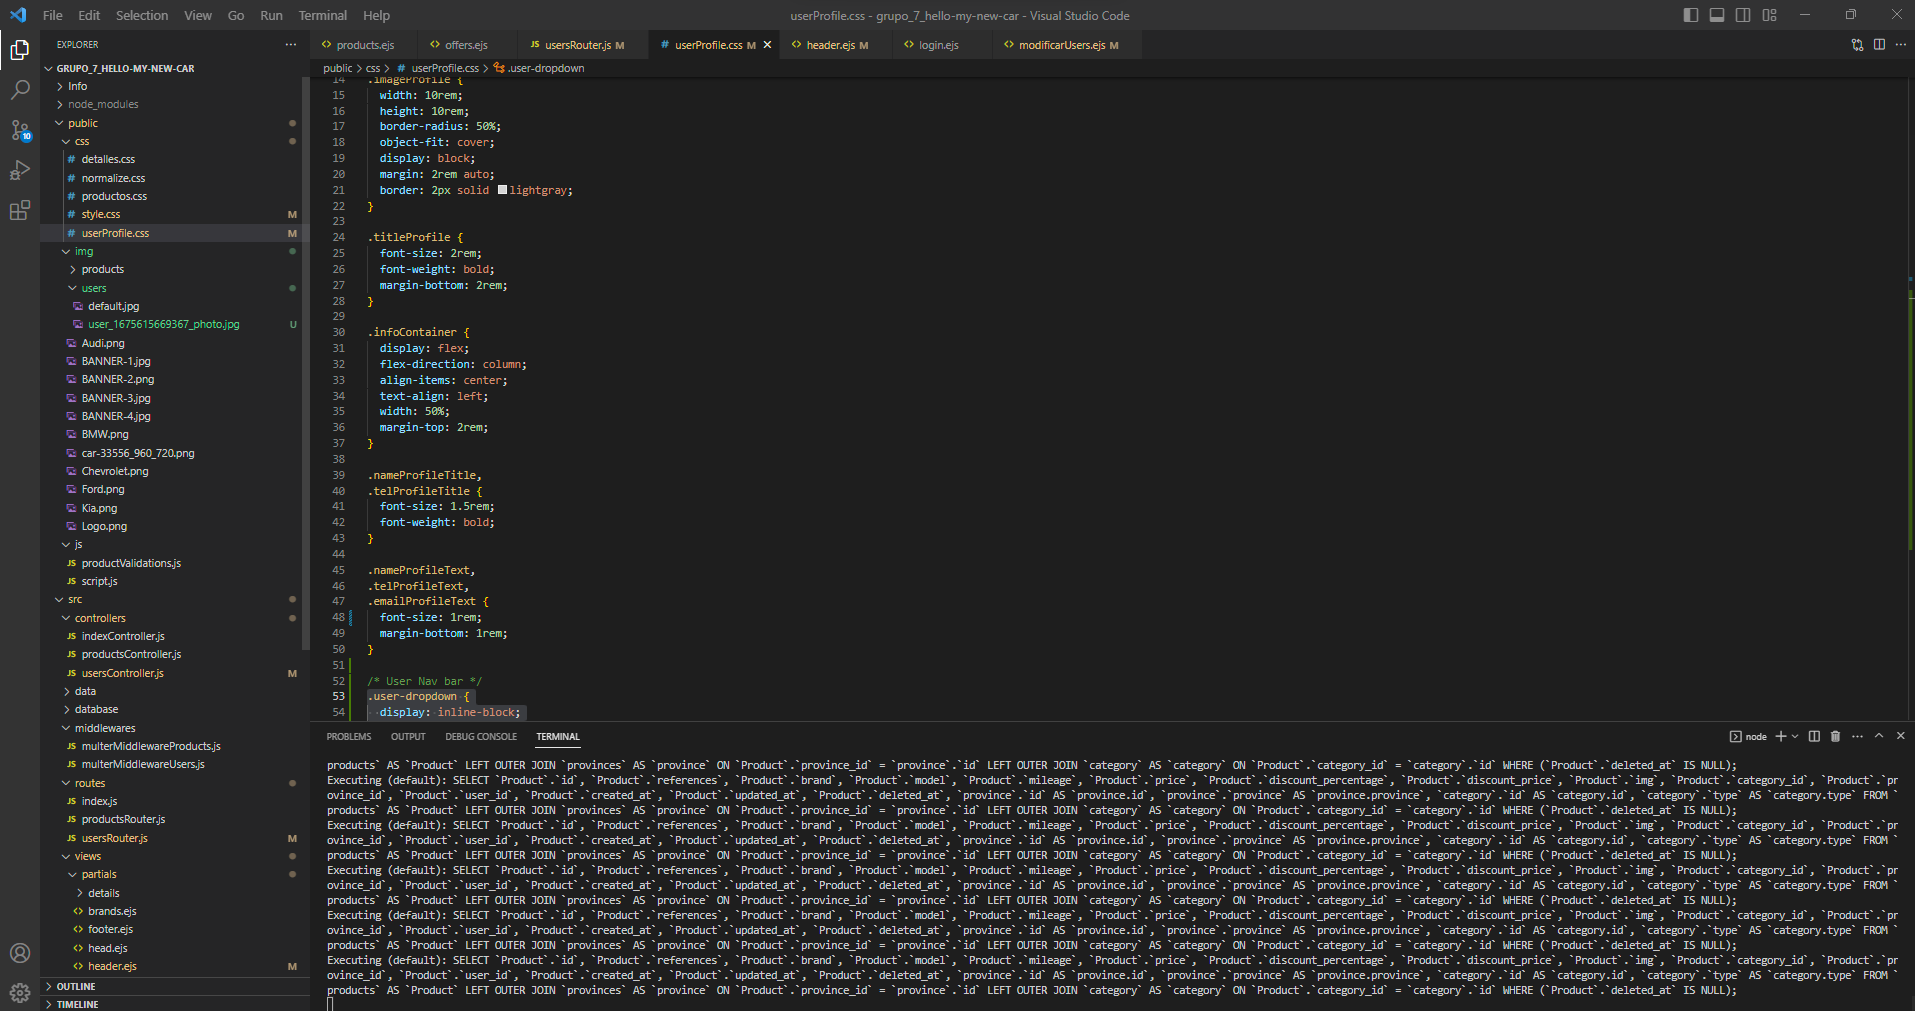 File Edit Selection View Go Run Terminal Help
userProfile.css - grupo_7_hello-my-new-car - Visual Studio Code
EXPLORER
GRUPO_7_HELLO-MY-NEW-CAR
Info
node_modules
public
css
detalles.css
normalize.css
productos.css
style.css M
userProfile.css M
img
products
users
default.jpg
user_1675615669367_photo.jpg U
Audi.png
BANNER-1.jpg
BANNER-2.png
BANNER-3.jpg
BANNER-4.jpg
BMW.png
car-33556_960_720.png
Chevrolet.png
Ford.png
Kia.png
Logo.png
js
JS productValidations.js
JS script.js
src
controllers
JS indexController.js
JS productsController.js
JS usersController.js M
data
database
middlewares
JS multerMiddlewareProducts.js
JS multerMiddlewareUsers.js
routes
JS index.js
JS productsRouter.js
JS usersRouter.js M
views
partials
details
brands.ejs
footer.ejs
head.ejs
header.ejs M
OUTLINE
TIMELINE
10
products.ejs offers.ejs JS usersRouter.js M # userProfile.css M header.ejs M login.ejs modificarUsers.ejs M
public > css > # userProfile.css > .user-dropdown
14 .imageProfile {
15 width: 10rem;
16 height: 10rem;
17 border-radius: 50%;
18 object-fit: cover;
19 display: block;
20 margin: 2rem auto;
21 border: 2px solid lightgray;
22 }
23
24 .titleProfile {
25 font-size: 2rem;
26 font-weight: bold;
27 margin-bottom: 2rem;
28 }
29
30 .infoContainer {
31 display: flex;
32 flex-direction: column;
33 align-items: center;
34 text-align: left;
35 width: 50%;
36 margin-top: 2rem;
37 }
38
39 .nameProfileTitle,
40 .telProfileTitle {
41 font-size: 1.5rem;
42 font-weight: bold;
43 }
44
45 .nameProfileText,
46 .telProfileText,
47 .emailProfileText {
48 font-size: 1rem;
49 margin-bottom: 1rem;
50 }
51
52 /* User Nav bar */
53 .user-dropdown {
54 display: inline-block;
PROBLEMS OUTPUT DEBUG CONSOLE TERMINAL node
products` AS `Product` LEFT OUTER JOIN `provinces` AS `province` ON `Product`.`province_id` = `province`.`id` LEFT OUTER JOIN `category` AS `category` ON `Product`.`category_id` = `category`.`id` WHERE (`Product`.`deleted_at` IS NULL);
Executing (default): SELECT `Product`.`id`, `Product`.`references`, `Product`.`brand`, `Product`.`model`, `Product`.`mileage`, `Product`.`price`, `Product`.`discount_percentage`, `Product`.`discount_price`, `Product`.`img`, `Product`.`category_id`, `Product`.`pr
ovince_id`, `Product`.`user_id`, `Product`.`created_at`, `Product`.`updated_at`, `Product`.`deleted_at`, `province`.`id` AS `province.id`, `province`.`province` AS `province.province`, `category`.`id` AS `category.id`, `category`.`type` AS `category.type` FROM `
products` AS `Product` LEFT OUTER JOIN `provinces` AS `province` ON `Product`.`province_id` = `province`.`id` LEFT OUTER JOIN `category` AS `category` ON `Product`.`category_id` = `category`.`id` WHERE (`Product`.`deleted_at` IS NULL);
Executing (default): SELECT `Product`.`id`, `Product`.`references`, `Product`.`brand`, `Product`.`model`, `Product`.`mileage`, `Product`.`price`, `Product`.`discount_percentage`, `Product`.`discount_price`, `Product`.`img`, `Product`.`category_id`, `Product`.`pr
ovince_id`, `Product`.`user_id`, `Product`.`created_at`, `Product`.`updated_at`, `Product`.`deleted_at`, `province`.`id` AS `province.id`, `province`.`province` AS `province.province`, `category`.`id` AS `category.id`, `category`.`type` AS `category.type` FROM `
products` AS `Product` LEFT OUTER JOIN `provinces` AS `province` ON `Product`.`province_id` = `province`.`id` LEFT OUTER JOIN `category` AS `category` ON `Product`.`category_id` = `category`.`id` WHERE (`Product`.`deleted_at` IS NULL);
Executing (default): SELECT `Product`.`id`, `Product`.`references`, `Product`.`brand`, `Product`.`model`, `Product`.`mileage`, `Product`.`price`, `Product`.`discount_percentage`, `Product`.`discount_price`, `Product`.`img`, `Product`.`category_id`, `Product`.`pr
ovince_id`, `Product`.`user_id`, `Product`.`created_at`, `Product`.`updated_at`, `Product`.`deleted_at`, `province`.`id` AS `province.id`, `province`.`province` AS `province.province`, `category`.`id` AS `category.id`, `category`.`type` AS `category.type` FROM `
products` AS `Product` LEFT OUTER JOIN `provinces` AS `province` ON `Product`.`province_id` = `province`.`id` LEFT OUTER JOIN `category` AS `category` ON `Product`.`category_id` = `category`.`id` WHERE (`Product`.`deleted_at` IS NULL);
Executing (default): SELECT `Product`.`id`, `Product`.`references`, `Product`.`brand`, `Product`.`model`, `Product`.`mileage`, `Product`.`price`, `Product`.`discount_percentage`, `Product`.`discount_price`, `Product`.`img`, `Product`.`category_id`, `Product`.`pr
ovince_id`, `Product`.`user_id`, `Product`.`created_at`, `Product`.`updated_at`, `Product`.`deleted_at`, `province`.`id` AS `province.id`, `province`.`province` AS `province.province`, `category`.`id` AS `category.id`, `category`.`type` AS `category.type` FROM `
products` AS `Product` LEFT OUTER JOIN `provinces` AS `province` ON `Product`.`province_id` = `province`.`id` LEFT OUTER JOIN `category` AS `category` ON `Product`.`category_id` = `category`.`id` WHERE (`Product`.`deleted_at` IS NULL);
Executing (default): SELECT `Product`.`id`, `Product`.`references`, `Product`.`brand`, `Product`.`model`, `Product`.`mileage`, `Product`.`price`, `Product`.`discount_percentage`, `Product`.`discount_price`, `Product`.`img`, `Product`.`category_id`, `Product`.`pr
ovince_id`, `Product`.`user_id`, `Product`.`created_at`, `Product`.`updated_at`, `Product`.`deleted_at`, `province`.`id` AS `province.id`, `province`.`province` AS `province.province`, `category`.`id` AS `category.id`, `category`.`type` AS `category.type` FROM `
products` AS `Product` LEFT OUTER JOIN `provinces` AS `province` ON `Product`.`province_id` = `province`.`id` LEFT OUTER JOIN `category` AS `category` ON `Product`.`category_id` = `category`.`id` WHERE (`Product`.`deleted_at` IS NULL);